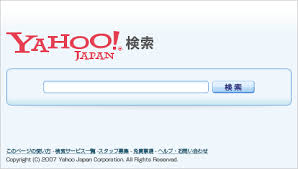 YAHOO! 検索
JAPAN
検索
このページの使い方 - 検索サービス一覧 - スタッフ募集 - 免責事項 - ヘルプ・お問い合わせ
Copyright (C) 2007 Yahoo Japan Corporation. All Rights Reserved.